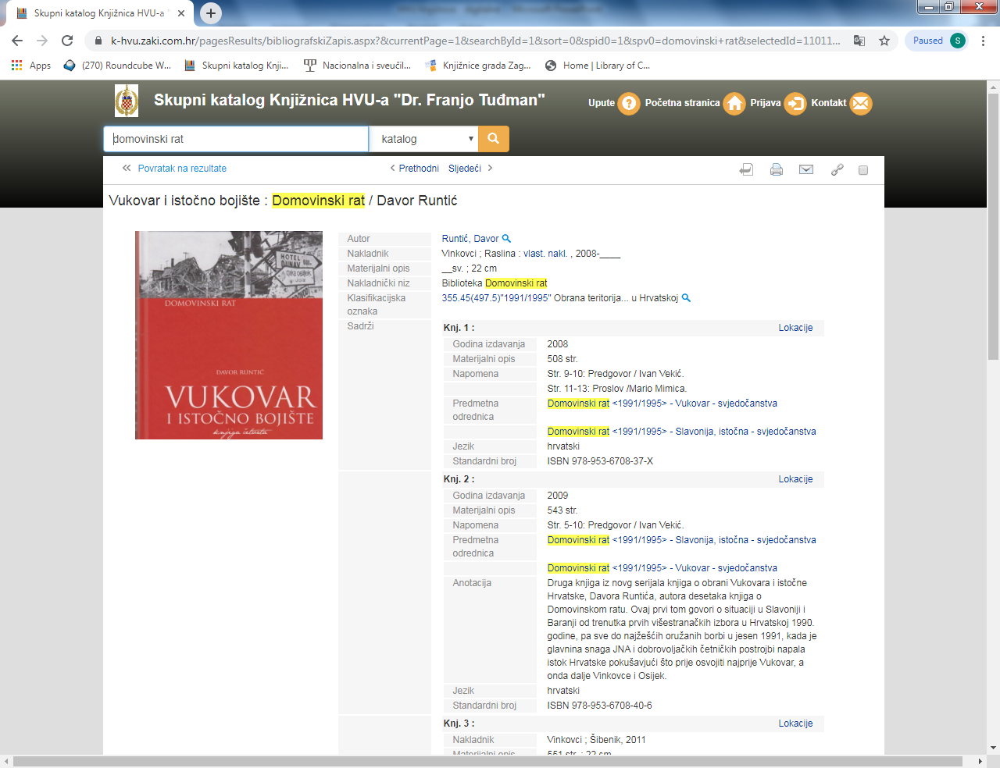 Skupni katalog Knjižnica HVU-a
k-hvu.zaki.com.hr/pagesResults/bibliografskiZapis.aspx?&currentPage=1&searchById=1&sort=0&spid0=1&spv0=domovinski+rat&selectedId=11011...
Paused S
Apps (270) Roundcube W... Skupni katalog Knji... Nacionalna i sveučil... Knjižnice grada Zag... Home | Library of C...
Skupni katalog Knjižnica HVU-a "Dr. Franjo Tuđman"
Upute Početna stranica Prijava Kontakt
domovinski rat katalog
Povratak na rezultate Prethodni Sljedeći
Vukovar i istočno bojište : Domovinski rat / Davor Runtić
HOTEL
DUNAV
DOMOVINSKI RAT
DAVOR RUNTIĆ
VUKOVAR
I ISTOČNO BOJIŠTE
knjiga četvrta
Autor Runtić, Davor
Nakladnik Vinkovci ; Raslina : vlast. nakl. , 2008-____
Materijalni opis __sv. ; 22 cm
Nakladnički niz Biblioteka Domovinski rat
Klasifikacijska 355.45(497.5)"1991/1995" Obrana teritorija... u Hrvatskoj
oznaka
Sadrži
Knj. 1 : Lokacije
Godina izdavanja 2008
Materijalni opis 508 str.
Napomena Str. 9-10: Predgovor / Ivan Vekić.
Str. 11-13: Proslov /Mario Mimica.
Predmetna Domovinski rat <1991/1995> - Vukovar - svjedočanstva
odrednica
Domovinski rat <1991/1995> - Slavonija, istočna - svjedočanstva
Jezik hrvatski
Standardni broj ISBN 978-953-6708-37-X
Knj. 2 : Lokacije
Godina izdavanja 2009
Materijalni opis 543 str.
Napomena Str. 5-10: Predgovor / Ivan Vekić.
Predmetna Domovinski rat <1991/1995> - Slavonija, istočna - svjedočanstva
odrednica
Domovinski rat <1991/1995> - Vukovar - svjedočanstva
Anotacija Druga knjiga iz novg serijala knjiga o obrani Vukovara i istočne
Hrvatske, Davora Runtića, autora desetaka knjiga o
Domovinskom ratu. Ovaj prvi tom govori o situaciji u Slavoniji i
Baranji od trenutka prvih višestranačkih izbora u Hrvatskoj 1990.
godine, pa sve do najžešćih oružanih borbi u jesen 1991, kada je
glavnina snaga JNA i dobrovoljačkih četničkih postrojbi napala
istok Hrvatske pokušavjući što prije osvojiti najprije Vukovar, a
onda dalje Vinkovce i Osijek.
Jezik hrvatski
Standardni broj ISBN 978-953-6708-40-6
Knj. 3 : Lokacije
Nakladnik Vinkovci ; Šibenik, 2011
Materijalni opis 551 str. ; 22 cm